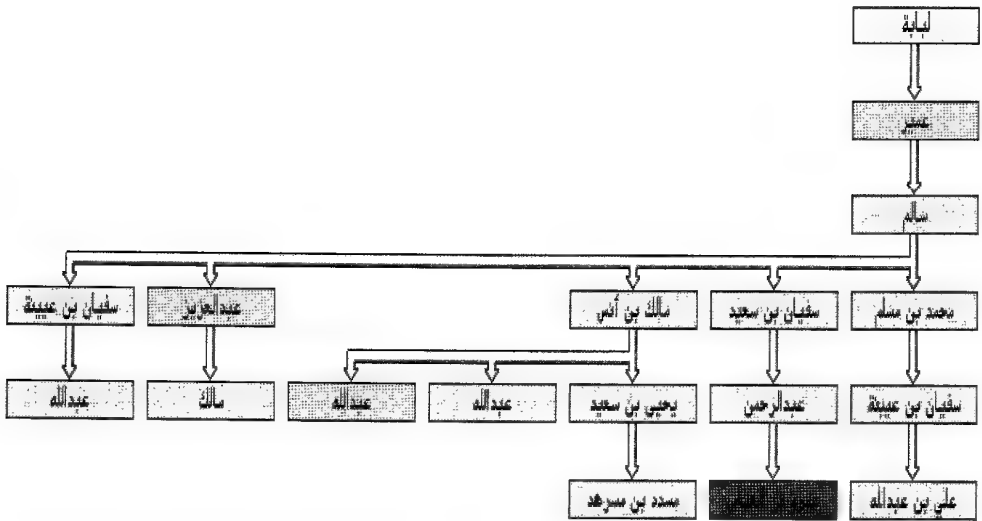 لبابة
عمير
سالم
محمد بن مسلم
سفيان بن سعيد
مالك بن أنس
عبدالعزيز
سفيان بن عيينة
سفيان بن عيينة
عبدالرحمن
يحيى بن سعيد
عبدالله
عبدالله
مالك
عبدالله
علي بن عبدالله
مسدد بن مسرهد